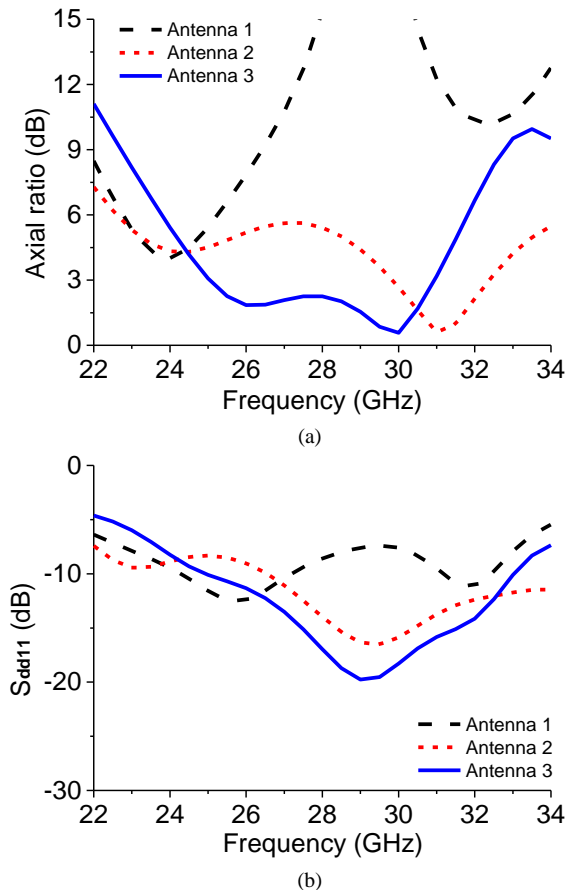 15
12
9
6
3
0
Axial ratio (dB)
Antenna 1
Antenna 2
Antenna 3
22 24 26 28 30 32 34
Frequency (GHz)
(a)
0
-10
-20
-30
Sdd11 (dB)
Antenna 1
Antenna 2
Antenna 3
22 24 26 28 30 32 34
Frequency (GHz)
(b)